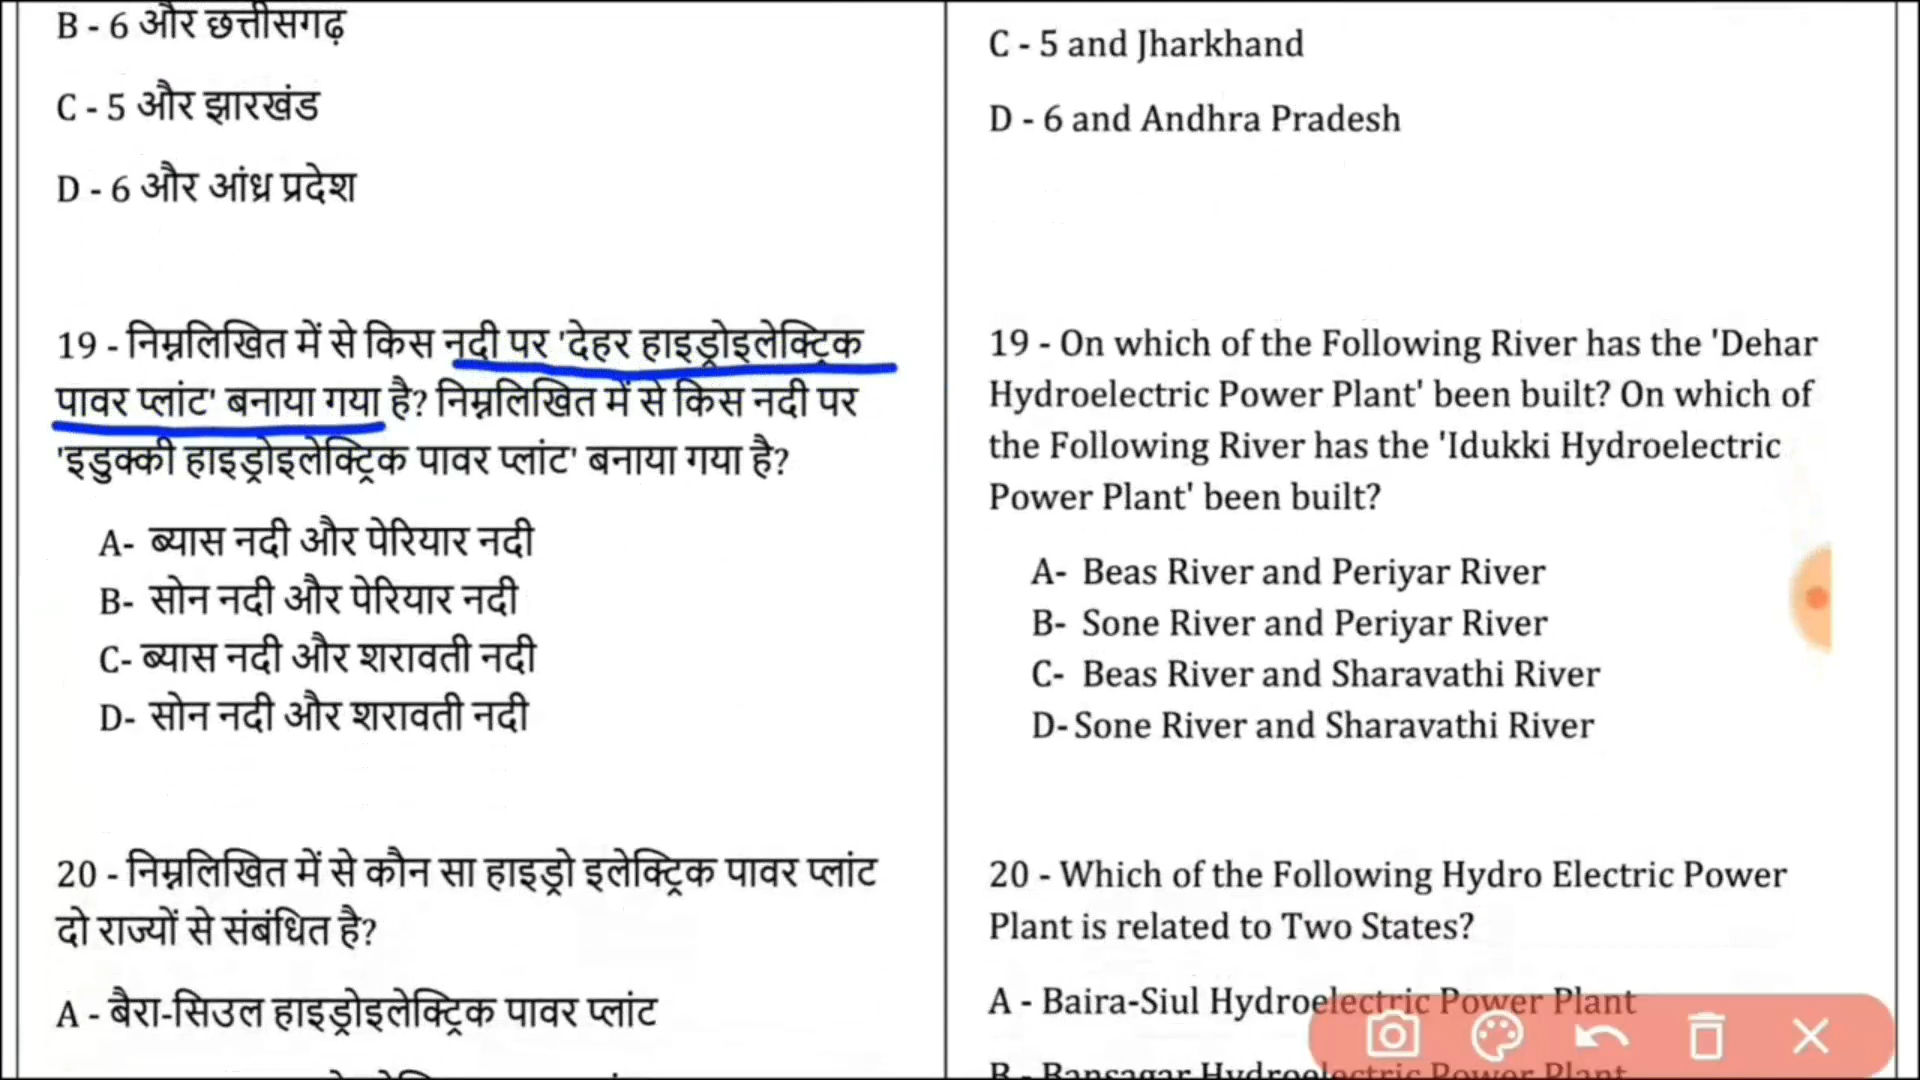 B - 6 और छत्तीसगढ़
C - 5 और झारखंड
D - 6 और आंध्र प्रदेश
19 - निम्नलिखित में से किस नदी पर 'देहर हाइड्रोइलेक्ट्रिक
पावर प्लांट' बनाया गया है? निम्नलिखित में से किस नदी पर
'इडुक्की हाइड्रोइलेक्ट्रिक पावर प्लांट' बनाया गया है?
A- ब्यास नदी और पेरियार नदी
B- सोन नदी और पेरियार नदी
C- ब्यास नदी और शरावती नदी
D- सोन नदी और शरावती नदी
20 - निम्नलिखित में से कौन सा हाइड्रो इलेक्ट्रिक पावर प्लांट
दो राज्यों से संबंधित है?
A - बैरा-सिउल हाइड्रोइलेक्ट्रिक पावर प्लांट
C - 5 and Jharkhand
D - 6 and Andhra Pradesh
19 - On which of the Following River has the 'Dehar
Hydroelectric Power Plant' been built? On which of
the Following River has the 'Idukki Hydroelectric
Power Plant' been built?
A- Beas River and Periyar River
B- Sone River and Periyar River
C- Beas River and Sharavathi River
D- Sone River and Sharavathi River
20 - Which of the Following Hydro Electric Power
Plant is related to Two States?
A - Baira-Siul Hydroelectric Power Plant
B - Bansagar Hydroelectric Power Plant